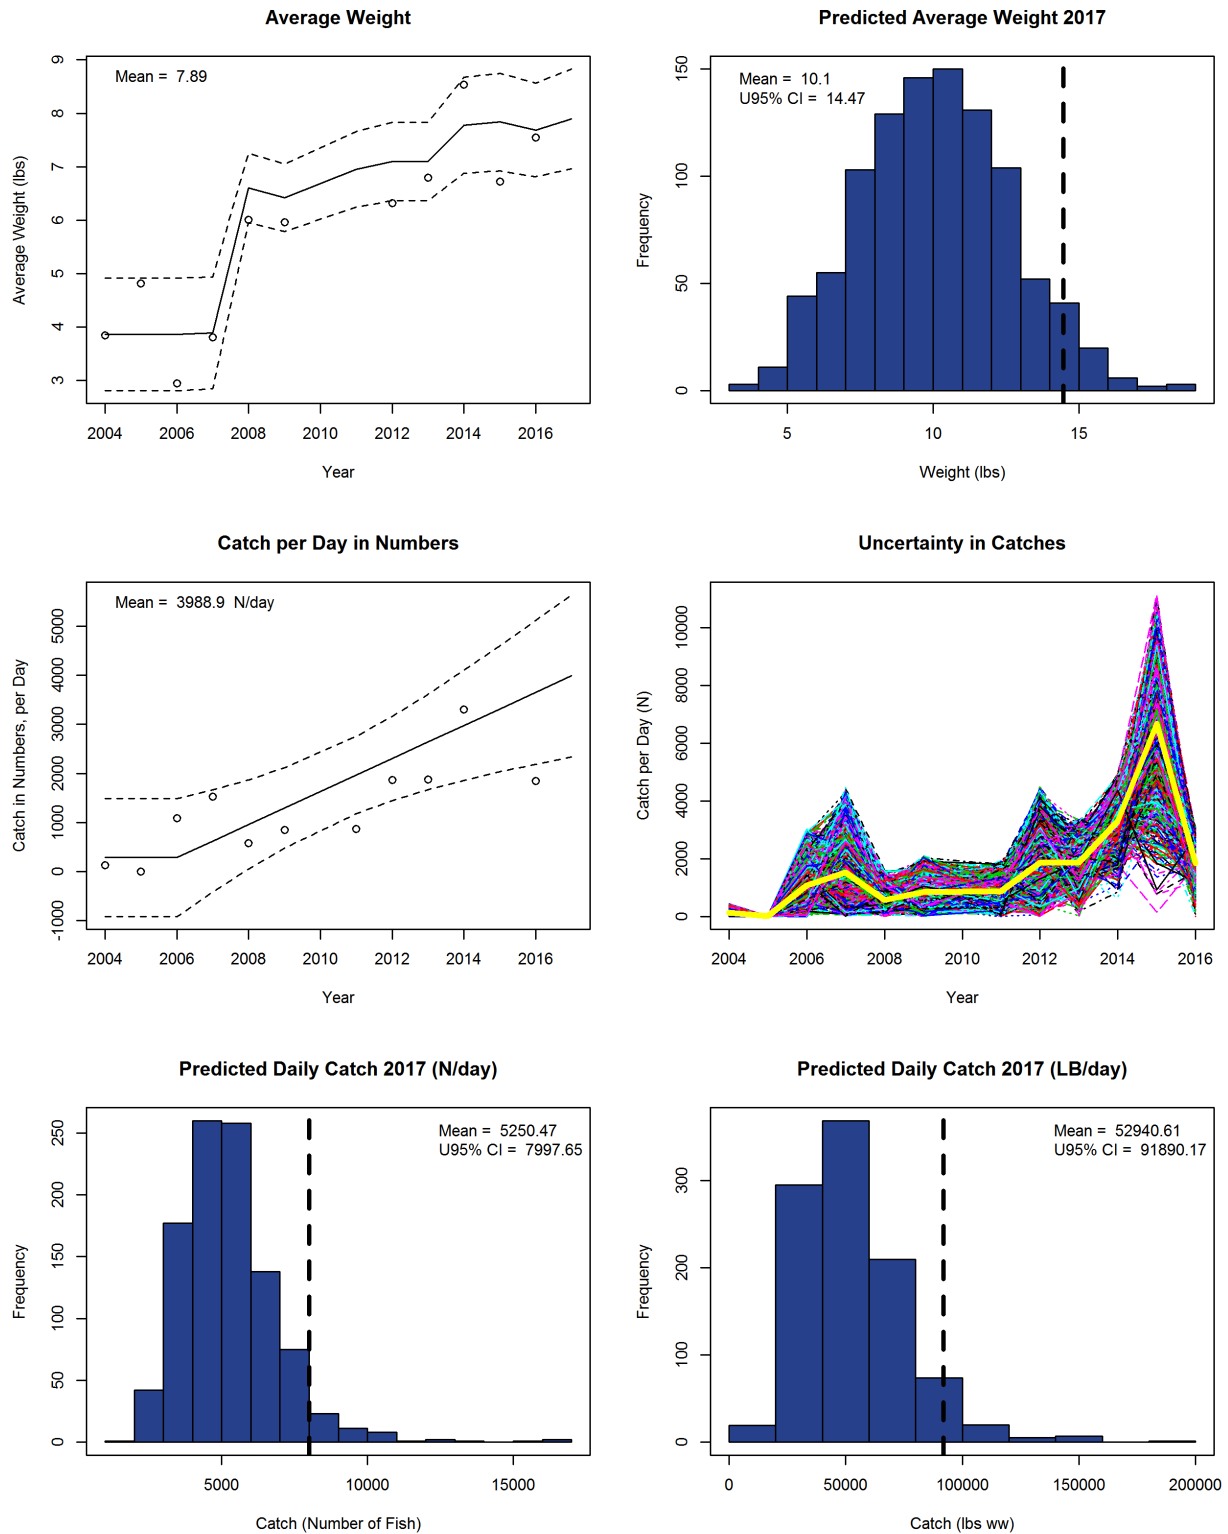 Average Weight
Mean =  7.89
Average Weight (lbs)
9
8
7
6
5
4
3
2004 2006 2008 2010 2012 2014 2016
Year
Predicted Average Weight 2017
Mean =  10.1
U95% CI =  14.47
Frequency
150
100
50
0
5 10 15
Weight (lbs)
Catch per Day in Numbers
Mean =  3988.9  N/day
Catch in Numbers, per Day
5000
4000
3000
2000
1000
0
-1000
2004 2006 2008 2010 2012 2014 2016
Year
Uncertainty in Catches
Catch per Day (N)
10000
8000
6000
4000
2000
0
2004 2006 2008 2010 2012 2014 2016
Year
Predicted Daily Catch 2017 (N/day)
Mean =  5250.47
U95% CI =  7997.65
Frequency
250
200
150
100
50
0
5000 10000 15000
Catch (Number of Fish)
Predicted Daily Catch 2017 (LB/day)
Mean =  52940.61
U95% CI =  91890.17
Frequency
300
200
100
0
0 50000 100000 150000 200000
Catch (lbs ww)